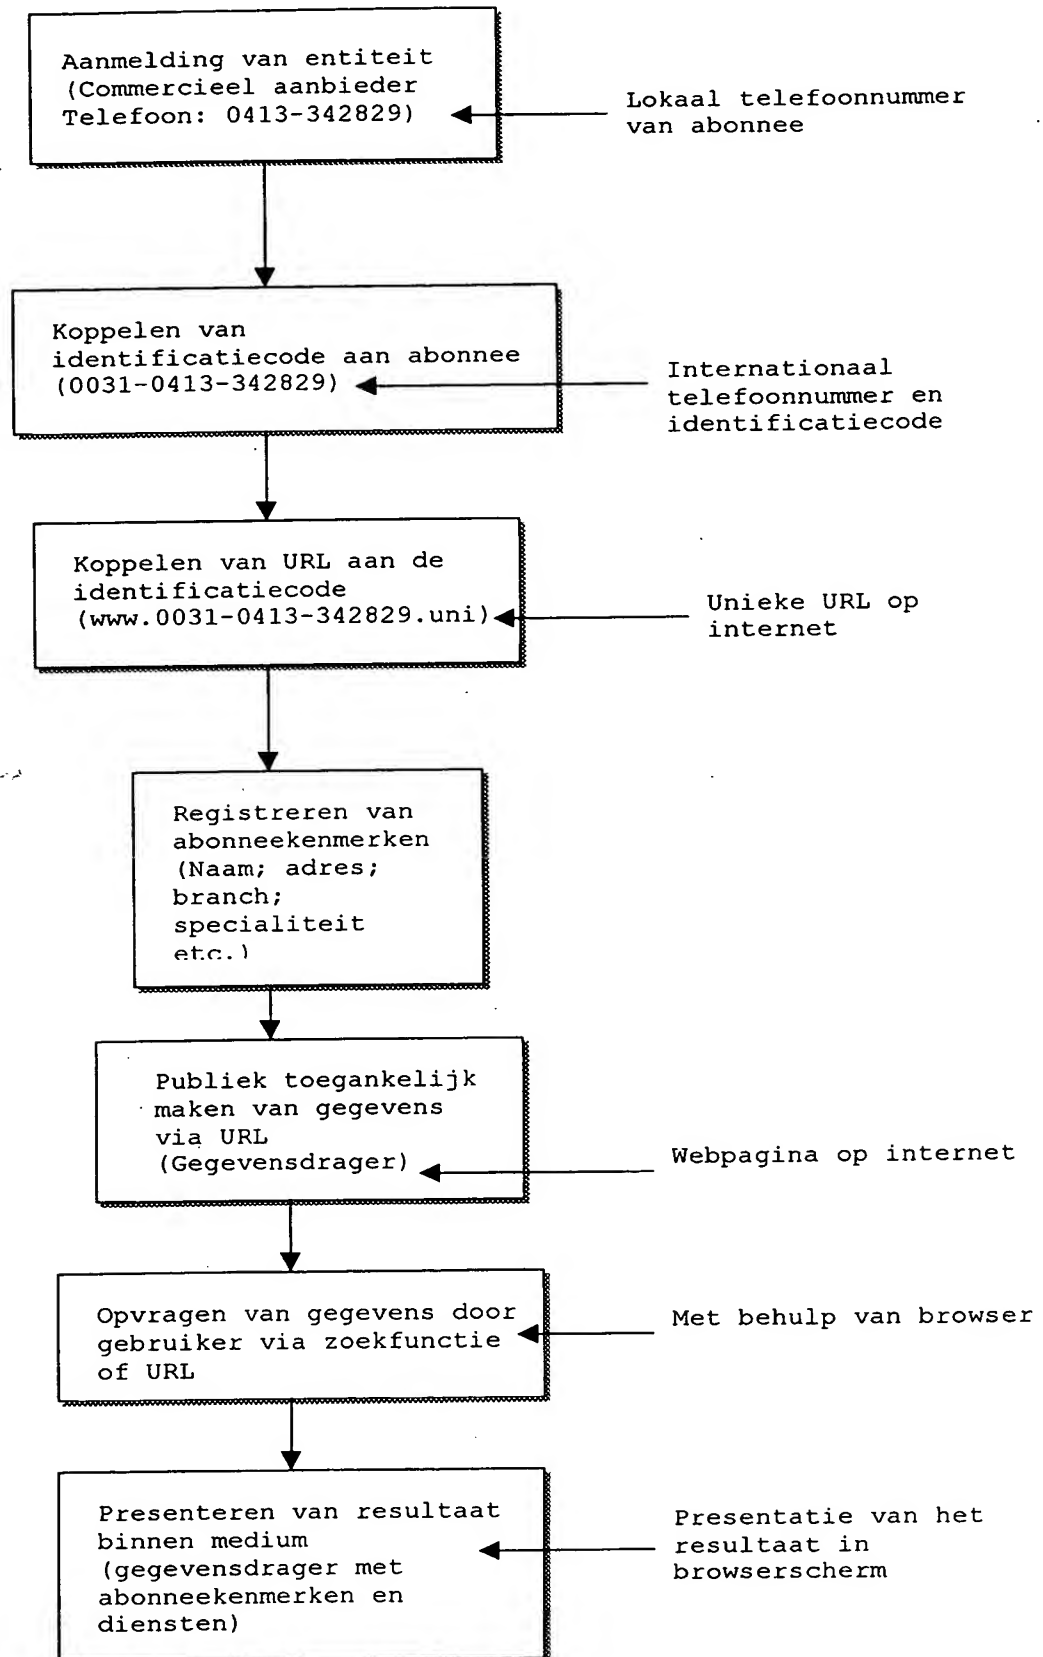 Aanmelding van entiteit
(Commercieel aanbieder
Telefoon: 0413-342829)
Lokaal telefoonnummer
van abonnee
Koppelen van
identificatiecode aan abonnee
(0031-0413-342829)
Internationaal
telefoonnummer en
identificatiecode
Koppelen van URL aan de
identificatiecode
(www.0031-0413-342829.uni)
Unieke URL op
internet
Registreren van
abonneekenmerken
(Naam; adres;
branch;
specialiteit
etc.)
Publiek toegankelijk
maken van gegevens
via URL
(Gegevensdrager)
Webpagina op internet
Opvragen van gegevens door
gebruiker via zoekfunctie
of URL
Met behulp van browser
Presenteren van resultaat
binnen medium
(gegevensdrager met
abonneekenmerken en
diensten)
Presentatie van het
resultaat in
browserscherm